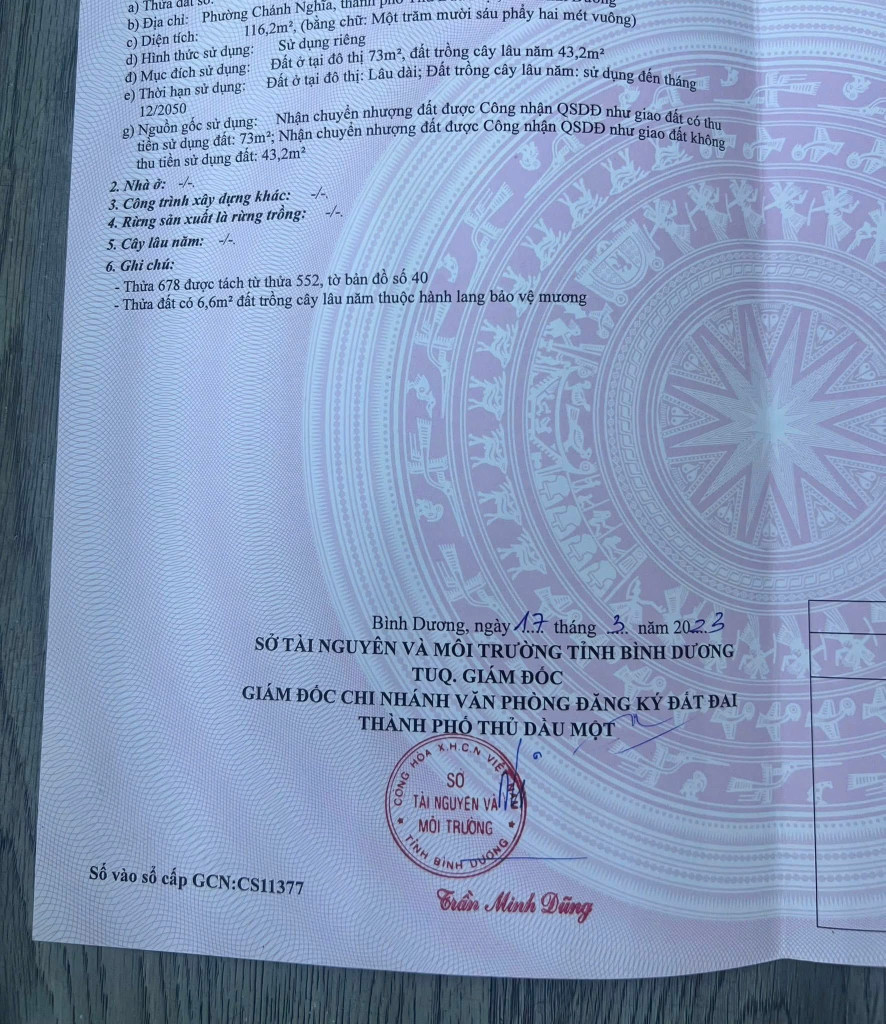 a) Thửa đất số:
b) Địa chỉ: Phường Chánh Nghĩa, thành phố
c) Diện tích: 116,2m², (bằng chữ: Một trăm mười sáu phẩy hai mét vuông)
d) Hình thức sử dụng: Sử dụng riêng
đ) Mục đích sử dụng: Đất ở tại đô thị 73m², đất trồng cây lâu năm 43,2m²
e) Thời hạn sử dụng: Đất ở tại đô thị: Lâu dài; Đất trồng cây lâu năm: sử dụng đến tháng
12/2050
g) Nguồn gốc sử dụng: Nhận chuyển nhượng đất được Công nhận QSDĐ như giao đất có thu
tiền sử dụng đất: 73m²; Nhận chuyển nhượng đất được Công nhận QSDĐ như giao đất không
thu tiền sử dụng đất: 43,2m²
2. Nhà ở: -/-.
3. Công trình xây dựng khác: -/-.
4. Rừng sản xuất là rừng trồng: -/-.
5. Cây lâu năm: -/-.
6. Ghi chú:
- Thửa 678 được tách từ thửa 552, tờ bản đồ số 40
- Thửa đất có 6,6m² đất trồng cây lâu năm thuộc hành lang bảo vệ mương
Bình Dương, ngày 17 tháng 3 năm 2023
SỞ TÀI NGUYÊN VÀ MÔI TRƯỜNG TỈNH BÌNH DƯƠNG
TUQ. GIÁM ĐỐC
GIÁM ĐỐC CHI NHÁNH VĂN PHÒNG ĐĂNG KÝ ĐẤT ĐAI
THÀNH PHỐ THỦ DẦU MỘT
CỘNG HÒA X.H.C.N VIỆT NAM
SỞ
TÀI NGUYÊN VÀ
MÔI TRƯỜNG
TỈNH BÌNH DƯƠNG
Trần Minh Dũng
Số vào sổ cấp GCN:CS11377